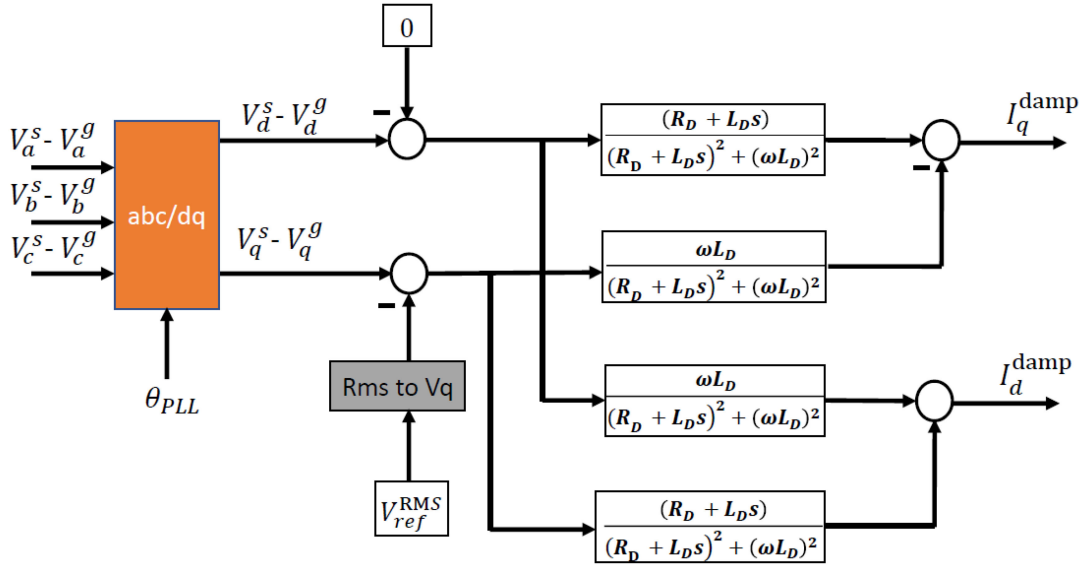 0
V_d^s - V_d^g
V_a^s - V_a^g
V_b^s - V_b^g
V_c^s - V_c^g
abc/dq
V_q^s - V_q^g
θ_PLL
Rms to Vq
V_ref^RMS
(R_D + L_D s)
(R_D + L_D s)^2 + (ωL_D)^2
I_q^damp
ωL_D
(R_D + L_D s)^2 + (ωL_D)^2
ωL_D
(R_D + L_D s)^2 + (ωL_D)^2
I_d^damp
(R_D + L_D s)
(R_D + L_D s)^2 + (ωL_D)^2